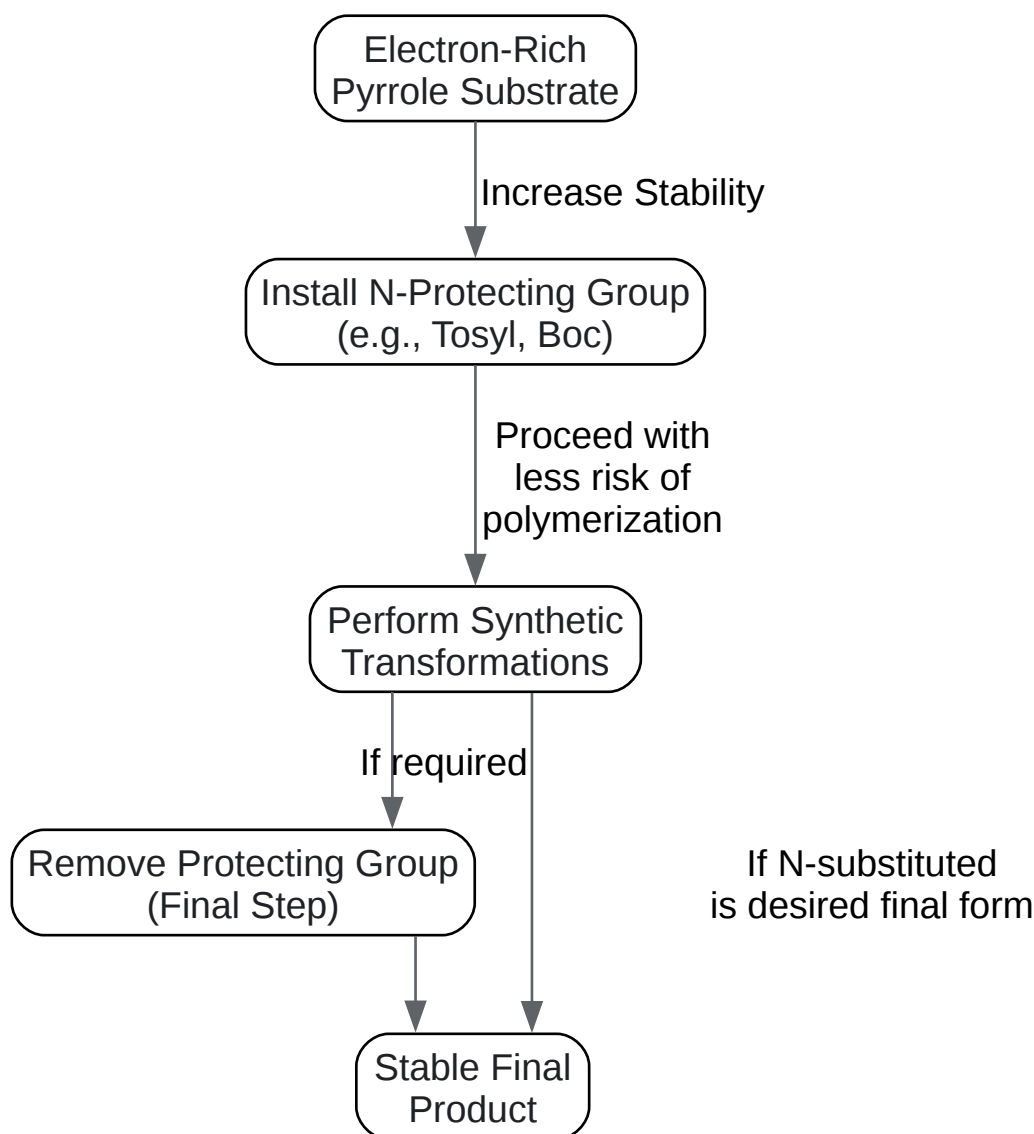 Electron-Rich
Pyrrole Substrate
Increase Stability
Install N-Protecting Group
(e.g., Tosyl, Boc)
Proceed with
less risk of
polymerization
Perform Synthetic
Transformations
If required
Remove Protecting Group
(Final Step)
If N-substituted
is desired final form
Stable Final
Product